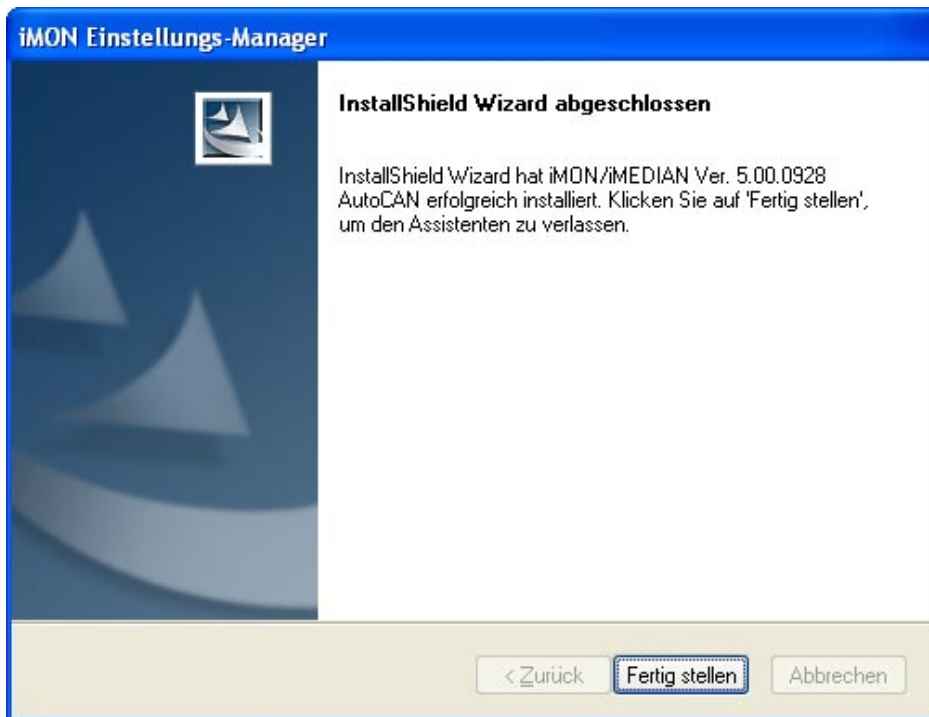 iMON Einstellungs-Manager
InstallShield Wizard abgeschlossen
InstallShield Wizard hat iMON/iMEDIAN Ver. 5.00.0928
AutoCAN erfolgreich installiert. Klicken Sie auf 'Fertig stellen',
um den Assistenten zu verlassen.
< Zurück Fertig stellen Abbrechen